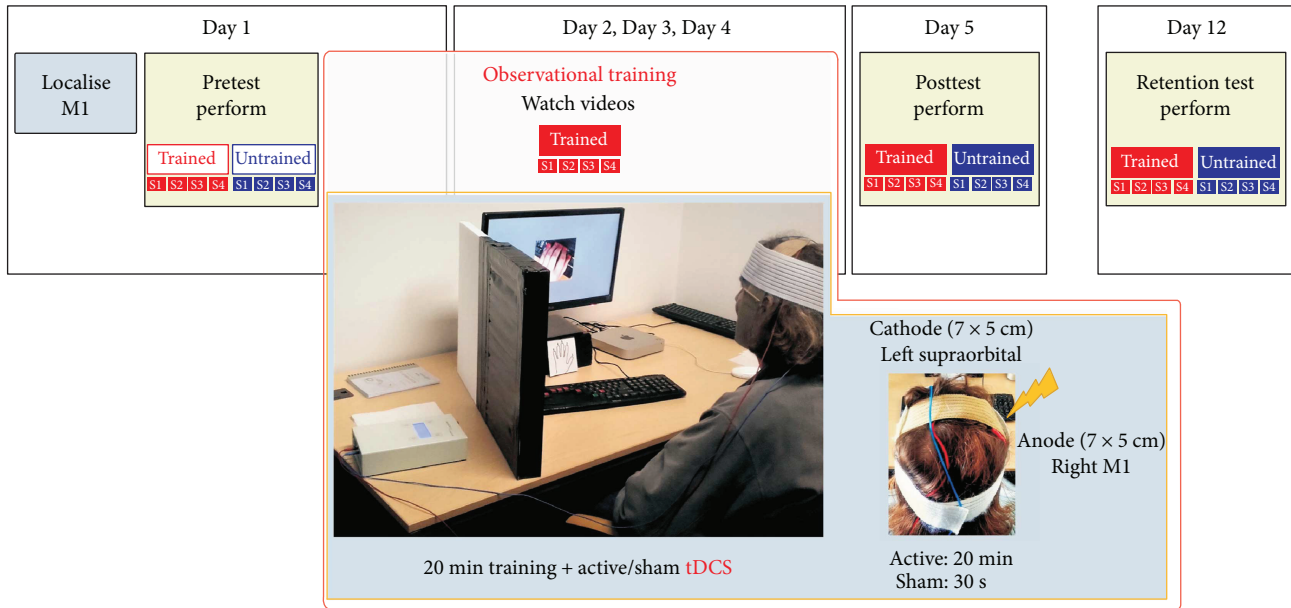 Day 1
Localise
M1
Pretest
perform
Trained
Untrained
S1 S2 S3 S4
S1 S2 S3 S4
Day 2, Day 3, Day 4
Observational training
Watch videos
Trained
S1 S2 S3 S4
20 min training + active/sham tDCS
Cathode (7 × 5 cm)
Left supraorbital
Anode (7 × 5 cm)
Right M1
Active: 20 min
Sham: 30 s
Day 5
Posttest
perform
Trained
Untrained
S1 S2 S3 S4
S1 S2 S3 S4
Day 12
Retention test
perform
Trained
Untrained
S1 S2 S3 S4
S1 S2 S3 S4